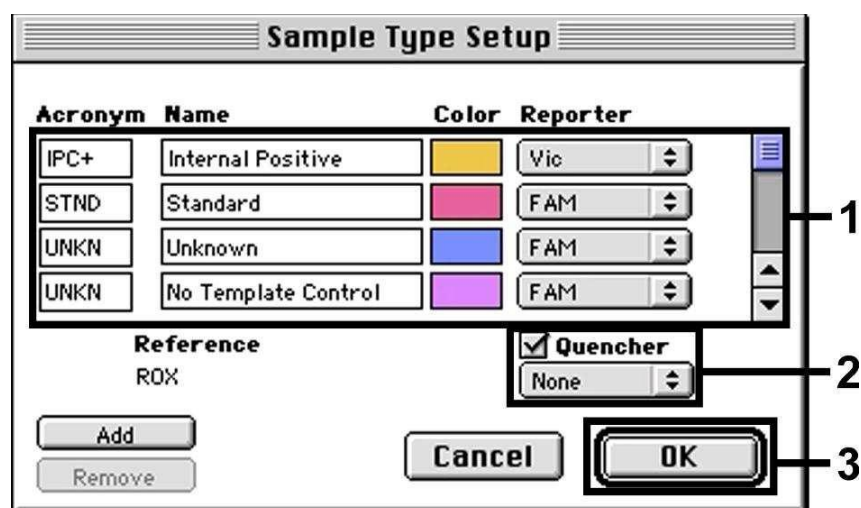 Sample Type Setup
Acronym Name Color Reporter
IPC+ Internal Positive Vic
STND Standard FAM
UNKN Unknown FAM
UNKN No Template Control FAM
1
Reference Quencher
ROX None
2
Add Cancel OK
Remove
3